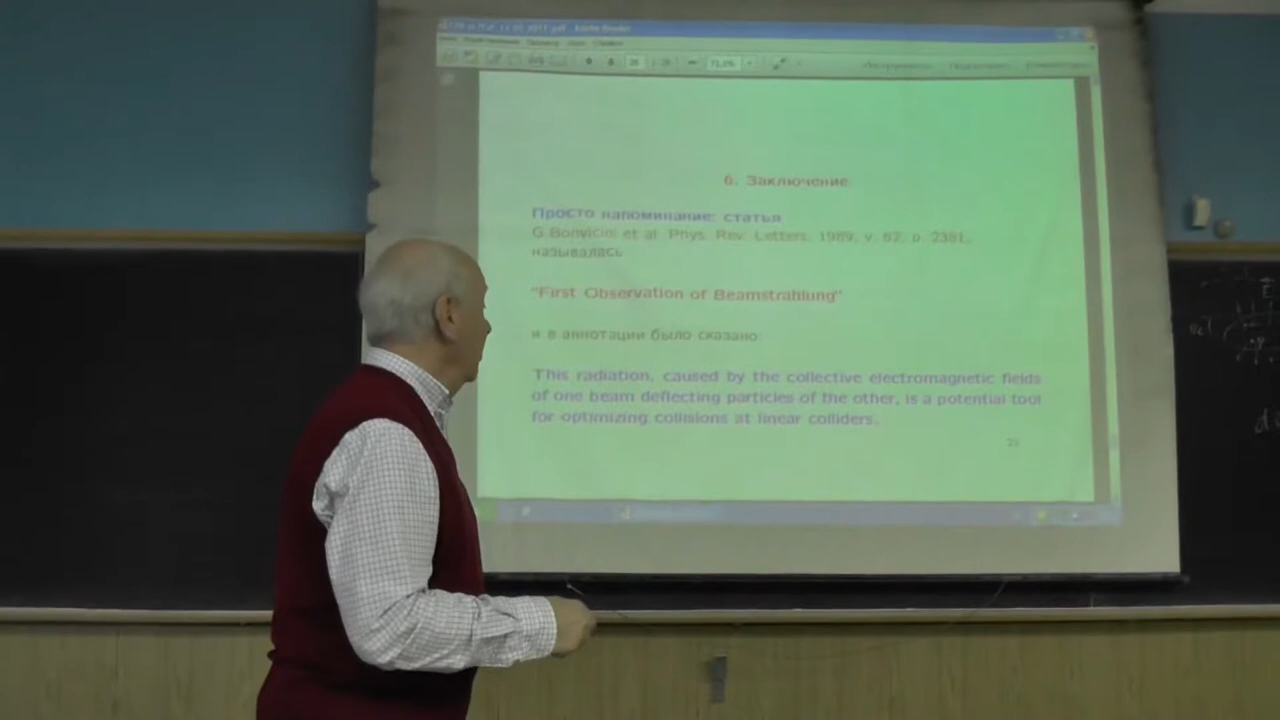 71,0%
6. Заключение
Просто напоминание: статья
G.Bonvicini et al. Phys. Rev. Letters. 1989, v. 62, p. 2381,
называлась
"First Observation of Beamstrahlung"
и в аннотации было сказано:
This radiation, caused by the collective electromagnetic fields
of one beam deflecting particles of the other, is a potential tool
for optimizing collisions at linear colliders.